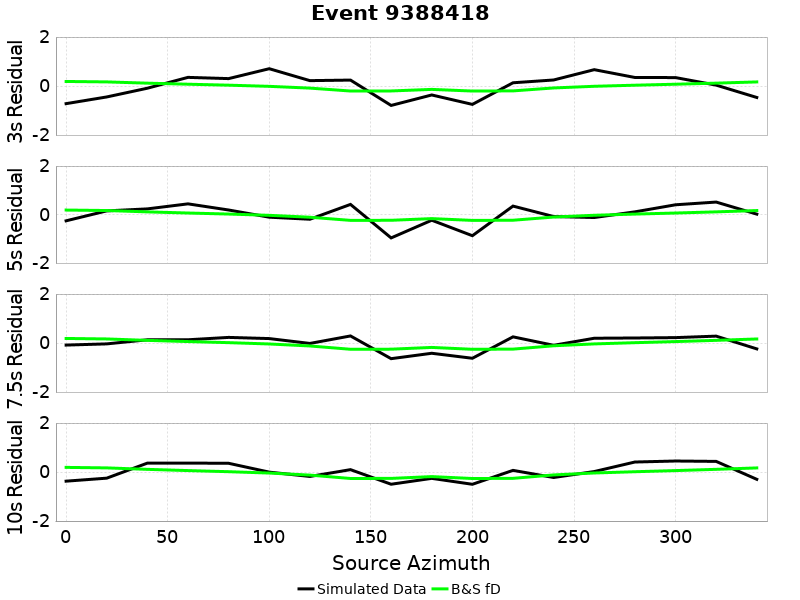 Event 9388418
3s Residual
2
0
-2
5s Residual
2
0
-2
7.5s Residual
2
0
-2
10s Residual
2
0
-2
0 50 100 150 200 250 300
Source Azimuth
Simulated Data B&S fD